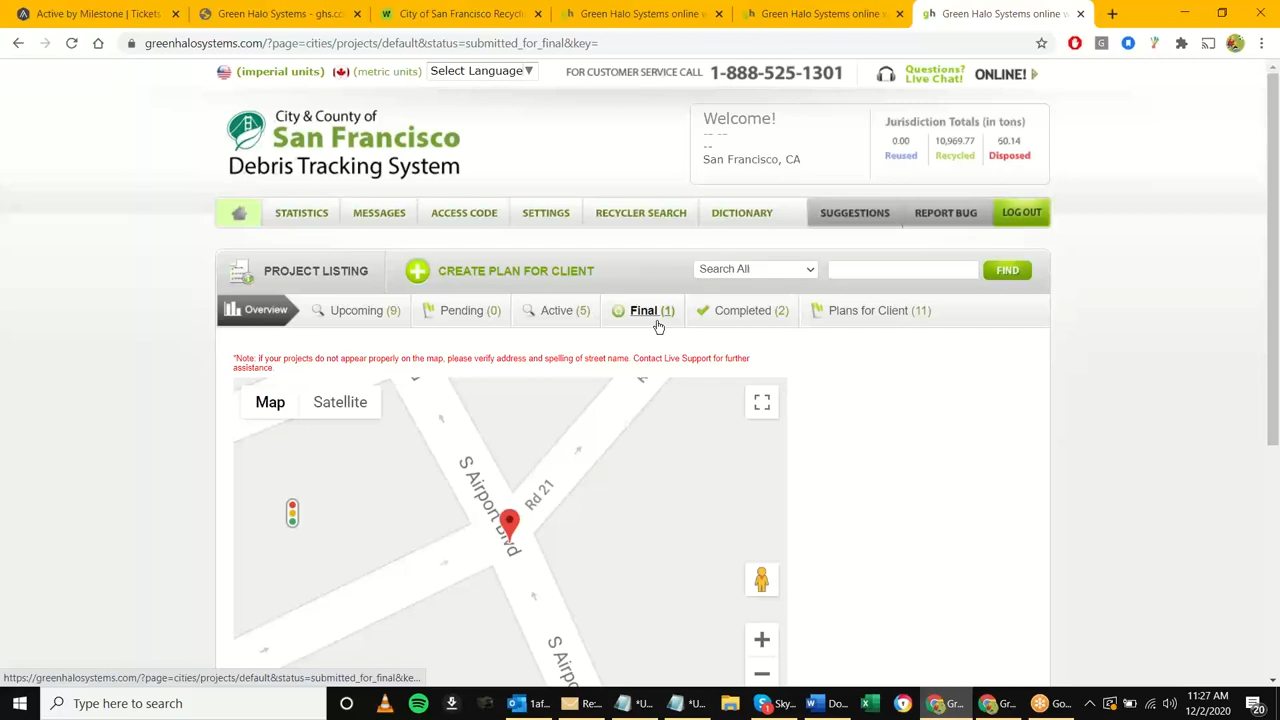 Active by Milestone | Tickets
Green Halo Systems - ghs.co
City of San Francisco Recycl
Green Halo Systems online w
Green Halo Systems online w
Green Halo Systems online w
greenhalosystems.com/?page=cities/projects/default&status=submitted_for_final&key=
(imperial units) (metric units) Select Language▼ FOR CUSTOMER SERVICE CALL 1-888-525-1301 Questions? Live Chat! ONLINE!
City & County of
San Francisco
Debris Tracking System
Welcome!
-- --
--
San Francisco, CA
Jurisdiction Totals (in tons)
0.00 10,969.77 50.14
Reused Recycled Disposed
STATISTICS MESSAGES ACCESS CODE SETTINGS RECYCLER SEARCH DICTIONARY SUGGESTIONS REPORT BUG LOG OUT
PROJECT LISTING CREATE PLAN FOR CLIENT Search All FIND
Overview Upcoming (9) Pending (0) Active (5) Final (1) Completed (2) Plans for Client (11)
*Note: if your projects do not appear properly on the map, please verify address and spelling of street name. Contact Live Support for further
assistance.
Map Satellite
S Airport Blvd
Rd 21
S Airpo
https://greenhalosystems.com/?page=cities/projects/default&status=submitted_for_final&ke...
Type here to search
1af... Re:... *U... *U... Sky... Do... Gr... Gr... Go...
11:27 AM
12/2/2020
20